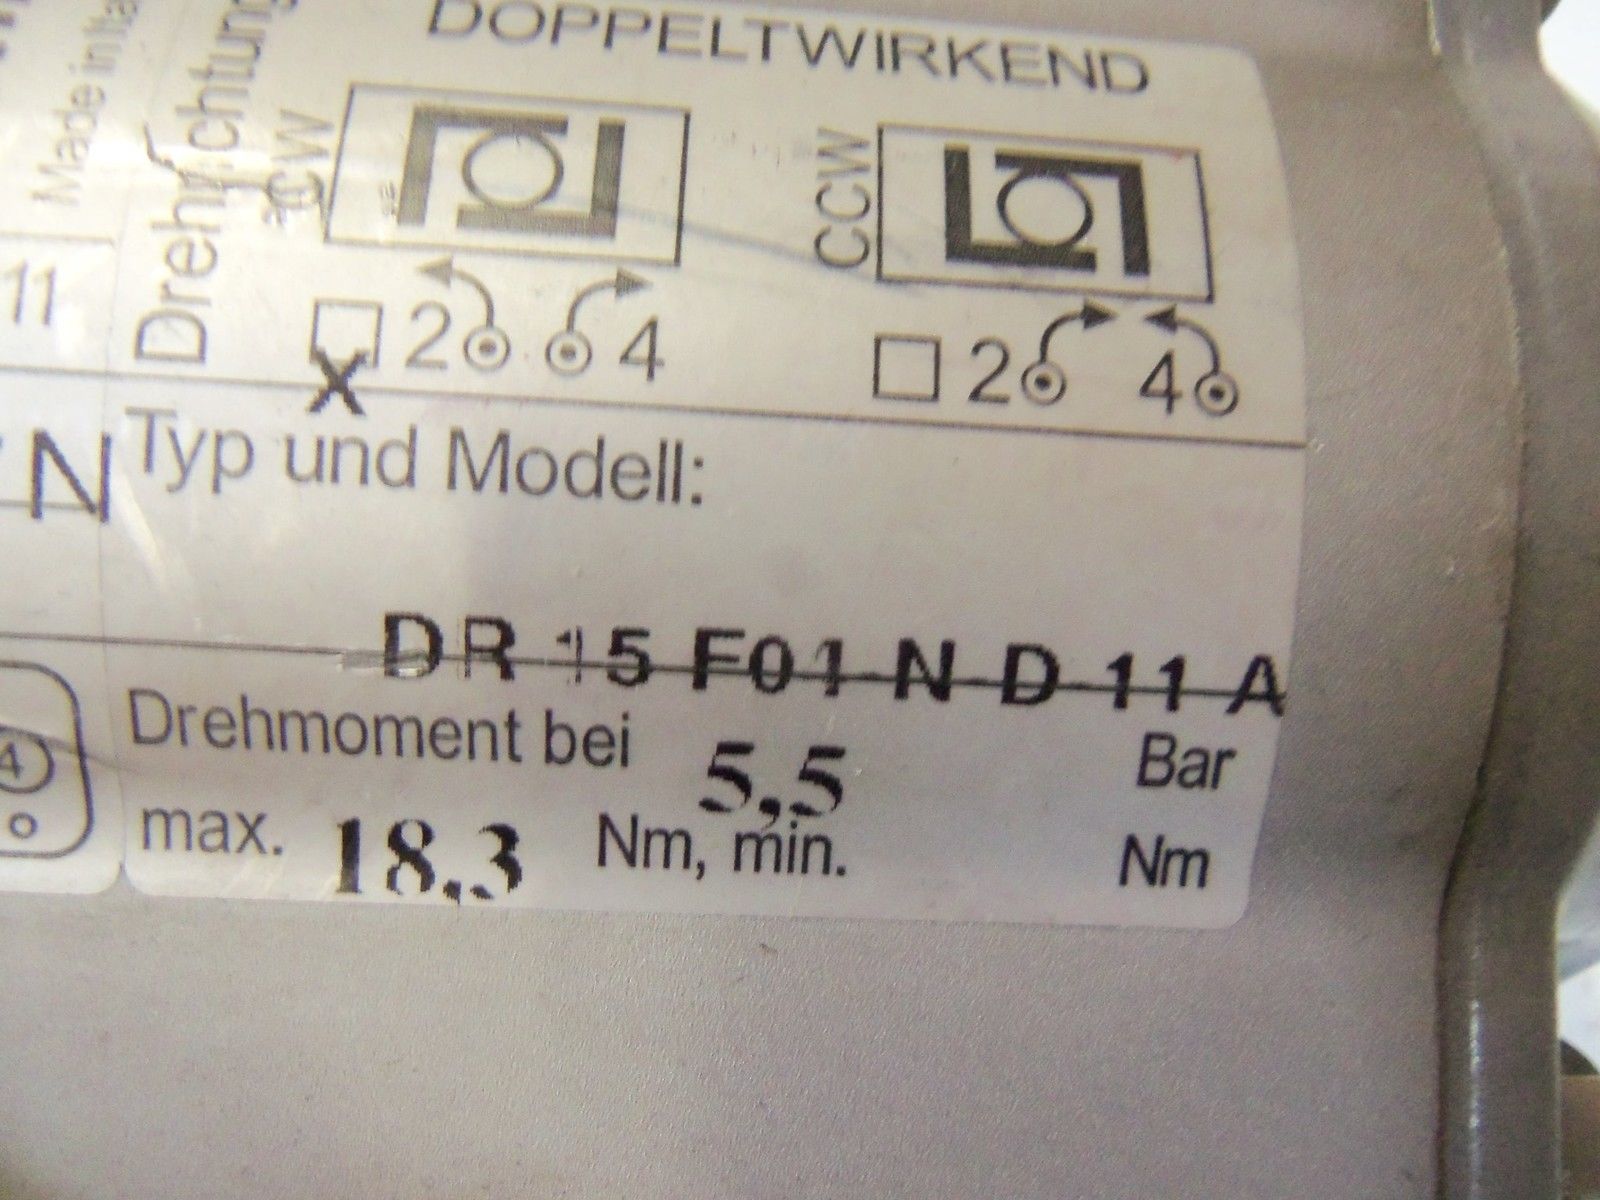 DOPPELTWIRKEND
Made in Ita
Drehrichtung
CW
CCW
2 4
2 4
11
X
N
Typ und Modell:
DR 15 F01 N D 11 A
Drehmoment bei 5,5 Bar
max. 18,3 Nm, min. Nm
4